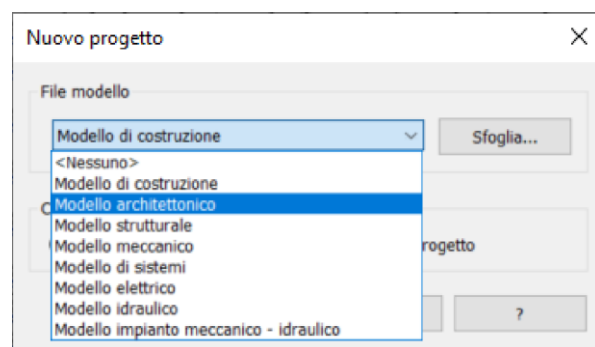 Nuovo progetto
File modello
Modello di costruzione
Sfoglia...
<Nessuno>
Modello di costruzione
Modello architettonico
Modello strutturale
Modello meccanico
rogetto
Modello di sistemi
Modello elettrico
Modello idraulico
?
Modello impianto meccanico - idraulico